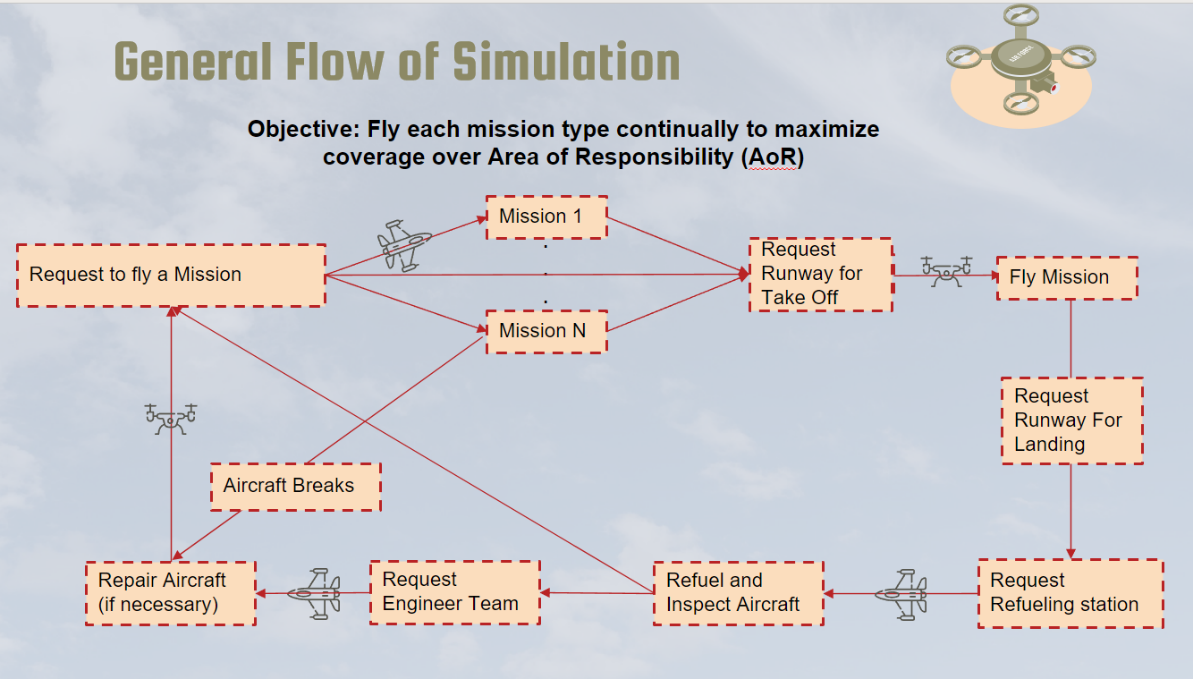 General Flow of Simulation
AIR FORCE
Objective: Fly each mission type continually to maximize
coverage over Area of Responsibility (AoR)
Mission 1
.
.
.
Mission N
Request to fly a Mission
Request
Runway for
Take Off
Fly Mission
Request
Runway For
Landing
Aircraft Breaks
Repair Aircraft
(if necessary)
Request
Engineer Team
Refuel and
Inspect Aircraft
Request
Refueling station